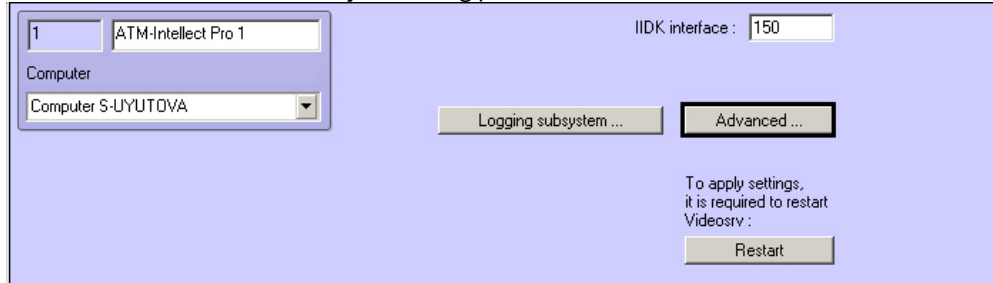 1
ATM-Intellect Pro 1
IIDK interface : 150
Computer
Computer S-UYUTOVA
Logging subsystem ...
Advanced ...
To apply settings,
it is required to restart
Videosrv :
Restart